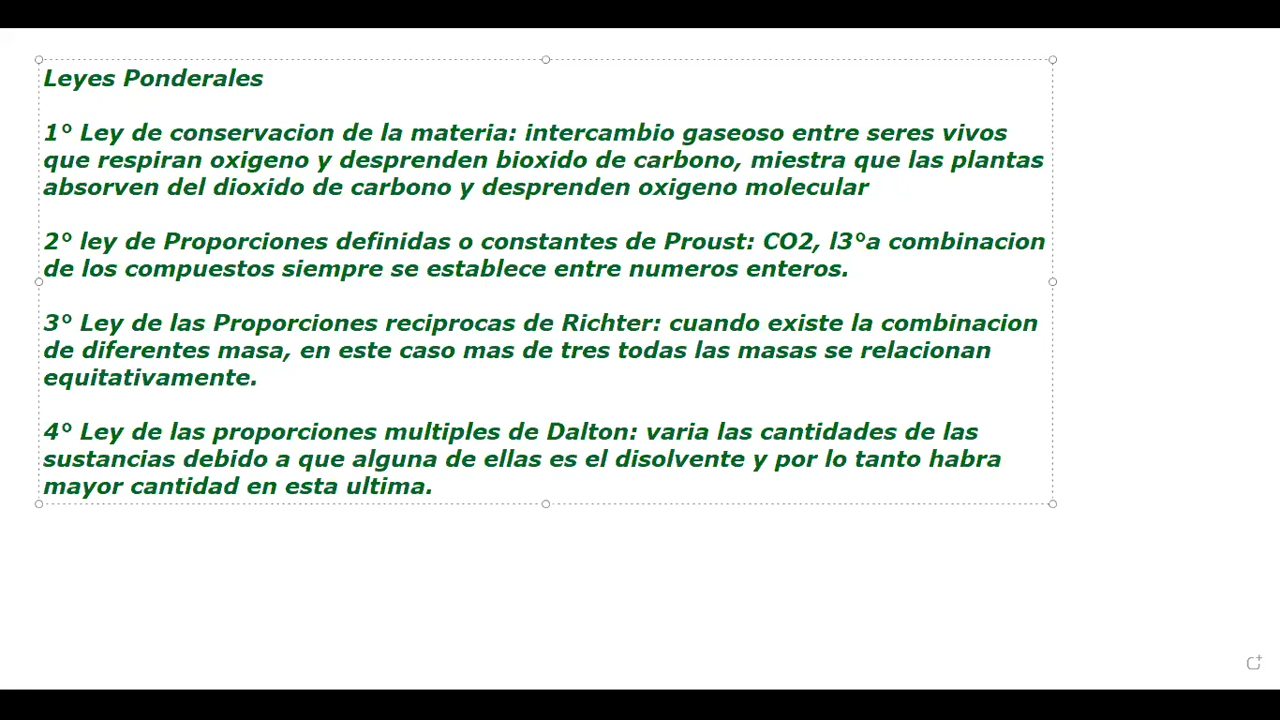 Leyes Ponderales
1° Ley de conservacion de la materia: intercambio gaseoso entre seres vivos
que respiran oxigeno y desprenden bioxido de carbono, miestra que las plantas
absorven del dioxido de carbono y desprenden oxigeno molecular
2° ley de Proporciones definidas o constantes de Proust: CO2, l3°a combinacion
de los compuestos siempre se establece entre numeros enteros.
3° Ley de las Proporciones reciprocas de Richter: cuando existe la combinacion
de diferentes masa, en este caso mas de tres todas las masas se relacionan
equitativamente.
4° Ley de las proporciones multiples de Dalton: varia las cantidades de las
sustancias debido a que alguna de ellas es el disolvente y por lo tanto habra
mayor cantidad en esta ultima.